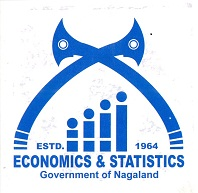 ESTD. 1964
ECONOMICS & STATISTICS
Government of Nagaland